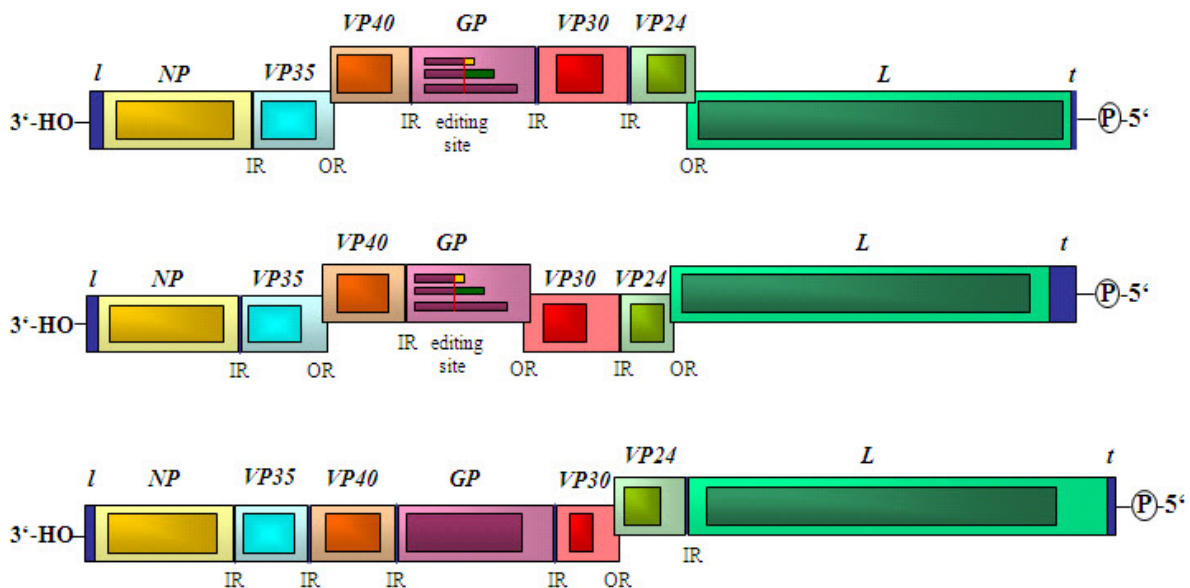 VP40 GP VP30 VP24
l NP VP35 L t
3‘-HO P-5‘
IR editing IR IR
site
IR OR OR
VP40 GP L t
l NP VP35 VP30 VP24
3‘-HO P-5‘
IR editing
site
IR OR OR IR OR
VP24 L t
l NP VP35 VP40 GP VP30
3‘-HO P-5‘
IR
IR IR IR IR OR